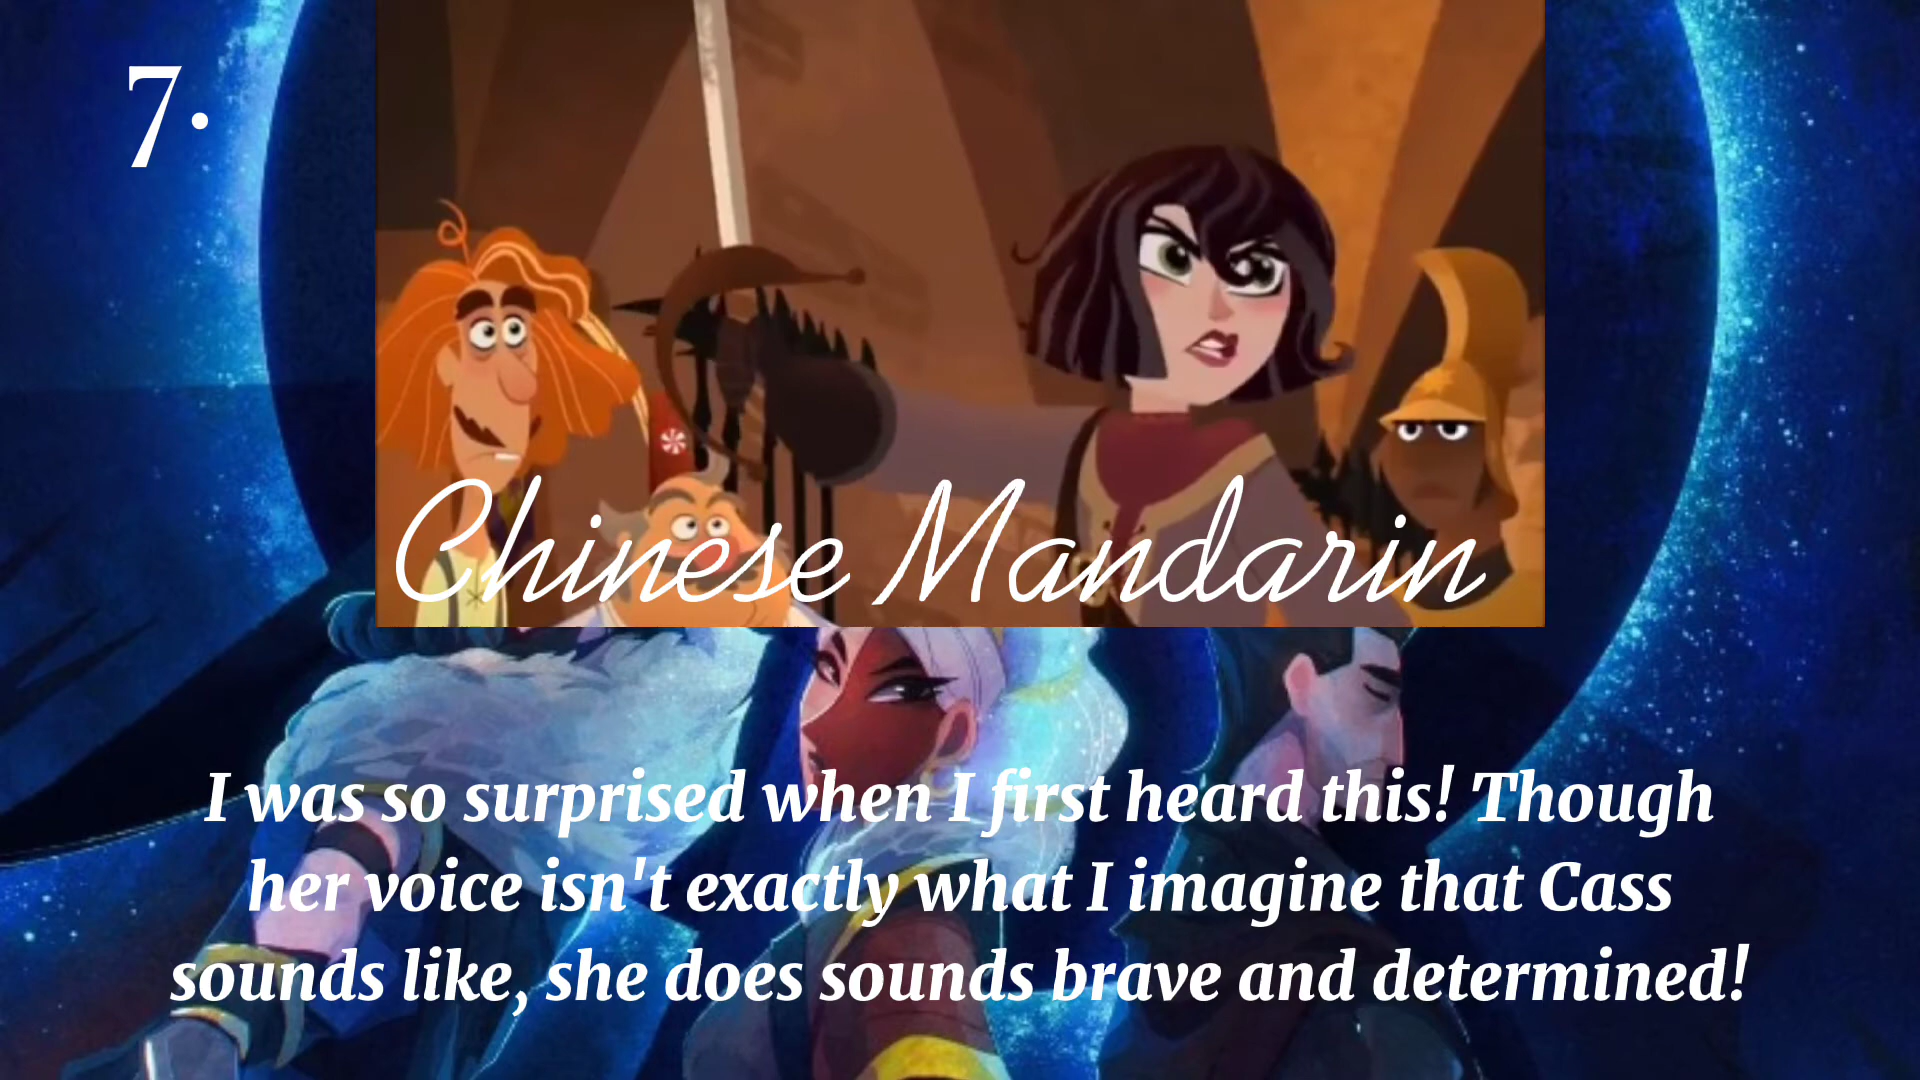 7.
Chinese Mandarin
I was so surprised when I first heard this! Though
her voice isn't exactly what I imagine that Cass
sounds like, she does sounds brave and determined!